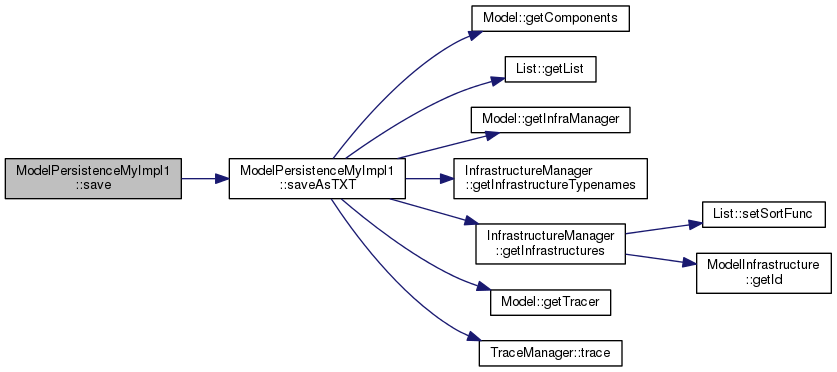 ModelPersistenceMyImpl1
::save
ModelPersistenceMyImpl1
::saveAsTXT
Model::getComponents
List::getList
Model::getInfraManager
InfrastructureManager
::getInfrastructureTypenames
InfrastructureManager
::getInfrastructures
List::setSortFunc
ModelInfrastructure
::getId
Model::getTracer
TraceManager::trace